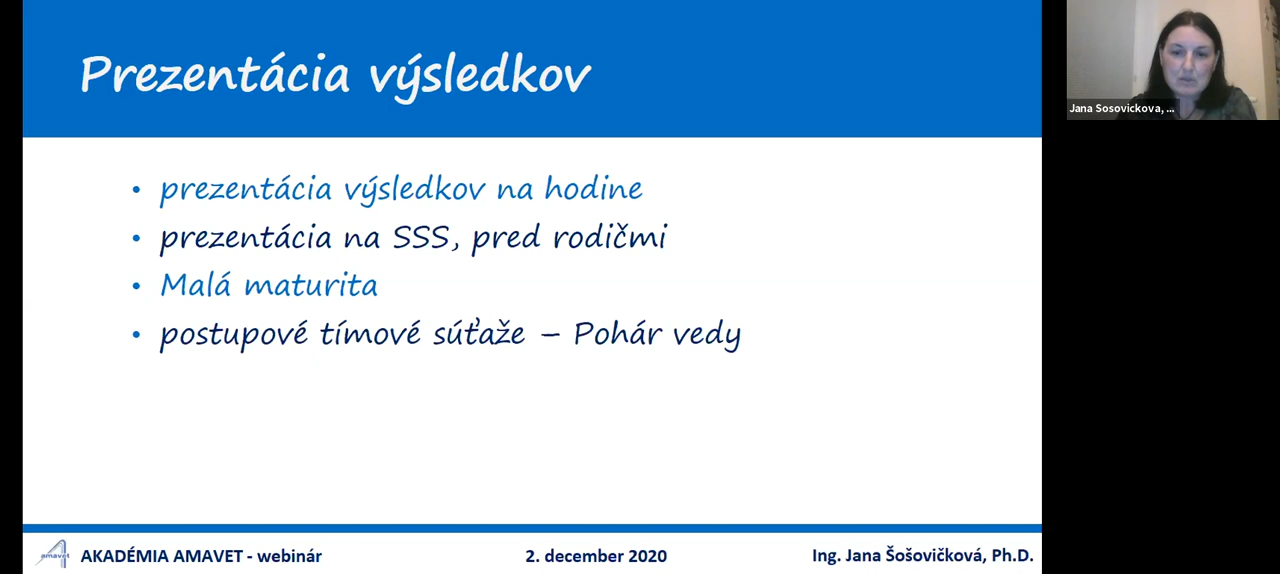 Prezentácia výsledkov
• prezentácia výsledkov na hodine
• prezentácia na SSS, pred rodičmi
• Malá maturita
• postupové tímové súťaže – Pohár vedy
amavet
AKADÉMIA AMAVET - webinár
2. december 2020
Ing. Jana Šošovičková, Ph.D.
Jana Sosovickova, ...